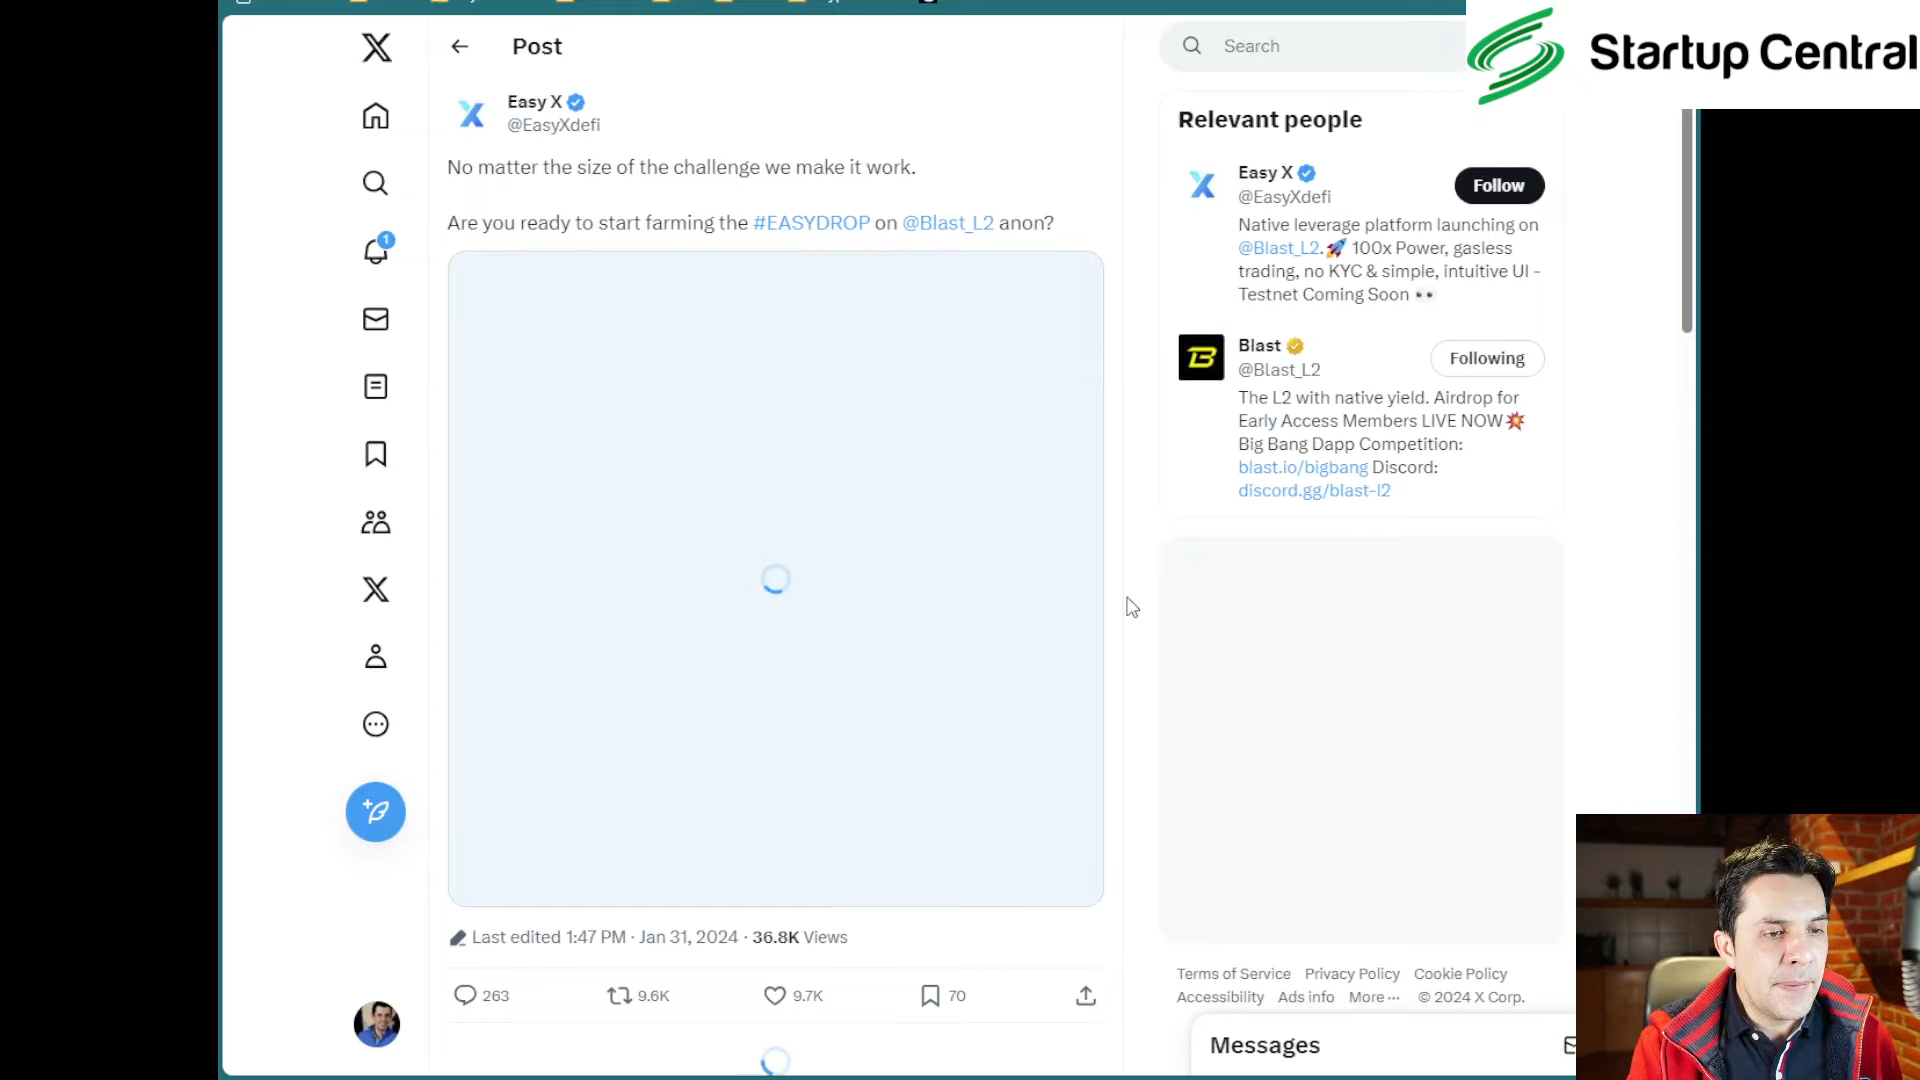 Startup Central
Post
Search
Easy X
@EasyXdefi
No matter the size of the challenge we make it work.
Are you ready to start farming the #EASYDROP on @Blast_L2 anon?
Last edited 1:47 PM · Jan 31, 2024 · 36.8K Views
263
9.6K
9.7K
70
Relevant people
Easy X
@EasyXdefi
Follow
Native leverage platform launching on
@Blast_L2.🚀 100x Power, gasless
trading, no KYC & simple, intuitive UI -
Testnet Coming Soon 👀
Blast
@Blast_L2
Following
The L2 with native yield. Airdrop for
Early Access Members LIVE NOW💥
Big Bang Dapp Competition:
blast.io/bigbang Discord:
discord.gg/blast-l2
Terms of Service Privacy Policy Cookie Policy
Accessibility Ads info More ··· © 2024 X Corp.
Messages
1